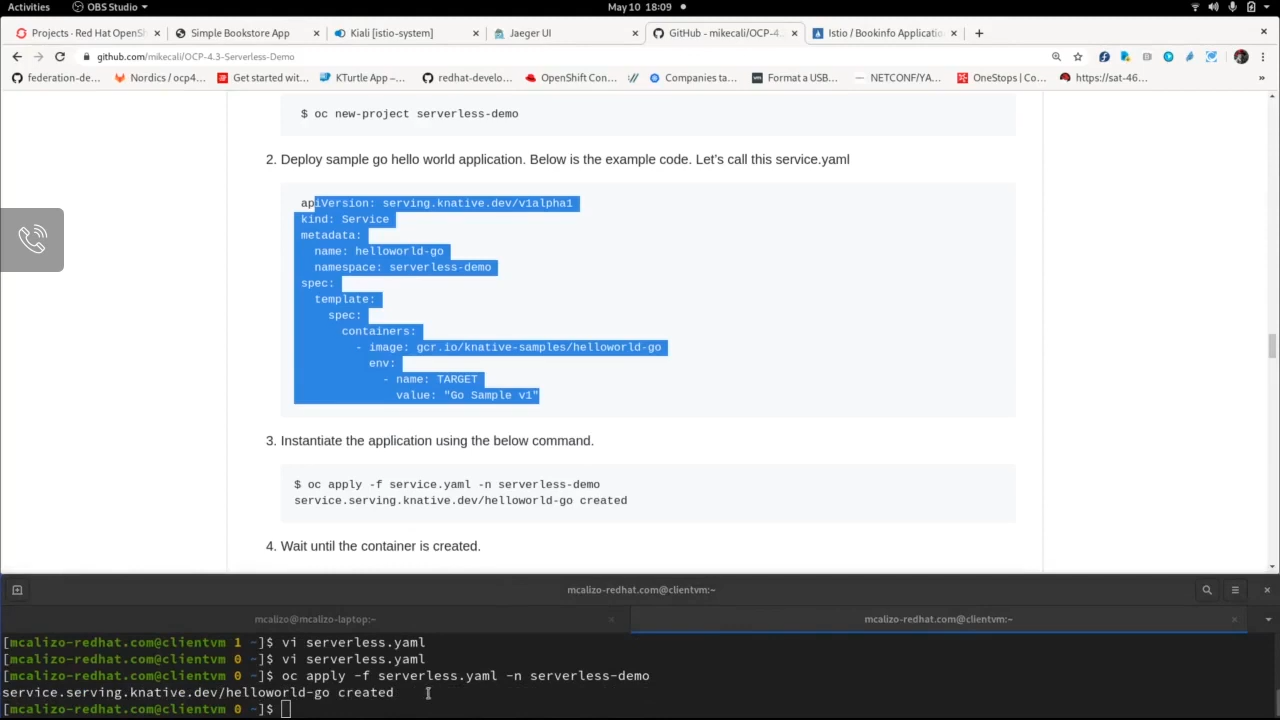 Activities
OBS Studio
May 10 18:09
Projects - Red Hat OpenSh
Simple Bookstore App
Kiali [istio-system]
Jaeger UI
GitHub - mikecali/OCP-4.
Istio / Bookinfo Applicatio
github.com/mikecali/OCP-4.3-Serverless-Demo
federation-de...
Nordics / ocp4...
Get started wit...
KTurtle App –...
redhat-develo...
OpenShift Con...
Companies ta...
Format a USB...
NETCONF/YA...
OneStops | Co...
https://sat-46...
$ oc new-project serverless-demo
2. Deploy sample go hello world application. Below is the example code. Let's call this service.yaml
apiVersion: serving.knative.dev/v1alpha1
kind: Service
metadata:
name: helloworld-go
namespace: serverless-demo
spec:
template:
spec:
containers:
- image: gcr.io/knative-samples/helloworld-go
env:
- name: TARGET
value: "Go Sample v1"
3. Instantiate the application using the below command.
$ oc apply -f service.yaml -n serverless-demo
service.serving.knative.dev/helloworld-go created
4. Wait until the container is created.
mcalizo-redhat.com@clientvm:~
mcalizo@mcalizo-laptop:~
mcalizo-redhat.com@clientvm:~
[mcalizo-redhat.com@clientvm 1 ~]$ vi serverless.yaml
[mcalizo-redhat.com@clientvm 0 ~]$ vi serverless.yaml
[mcalizo-redhat.com@clientvm 0 ~]$ oc apply -f serverless.yaml -n serverless-demo
service.serving.knative.dev/helloworld-go created
[mcalizo-redhat.com@clientvm 0 ~]$